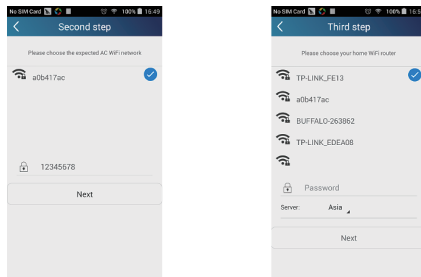 No SIM Card 100% 16:49
Second step
Please choose the expected AC WiFi network
a0b417ac
12345678
Next
No SIM Card 100% 16:5
Third step
Please choose your home WiFi router
TP-LINK_FE13
a0b417ac
BUFFALO-263862
TP-LINK_EDEA08
Password
Server: Asia
Next